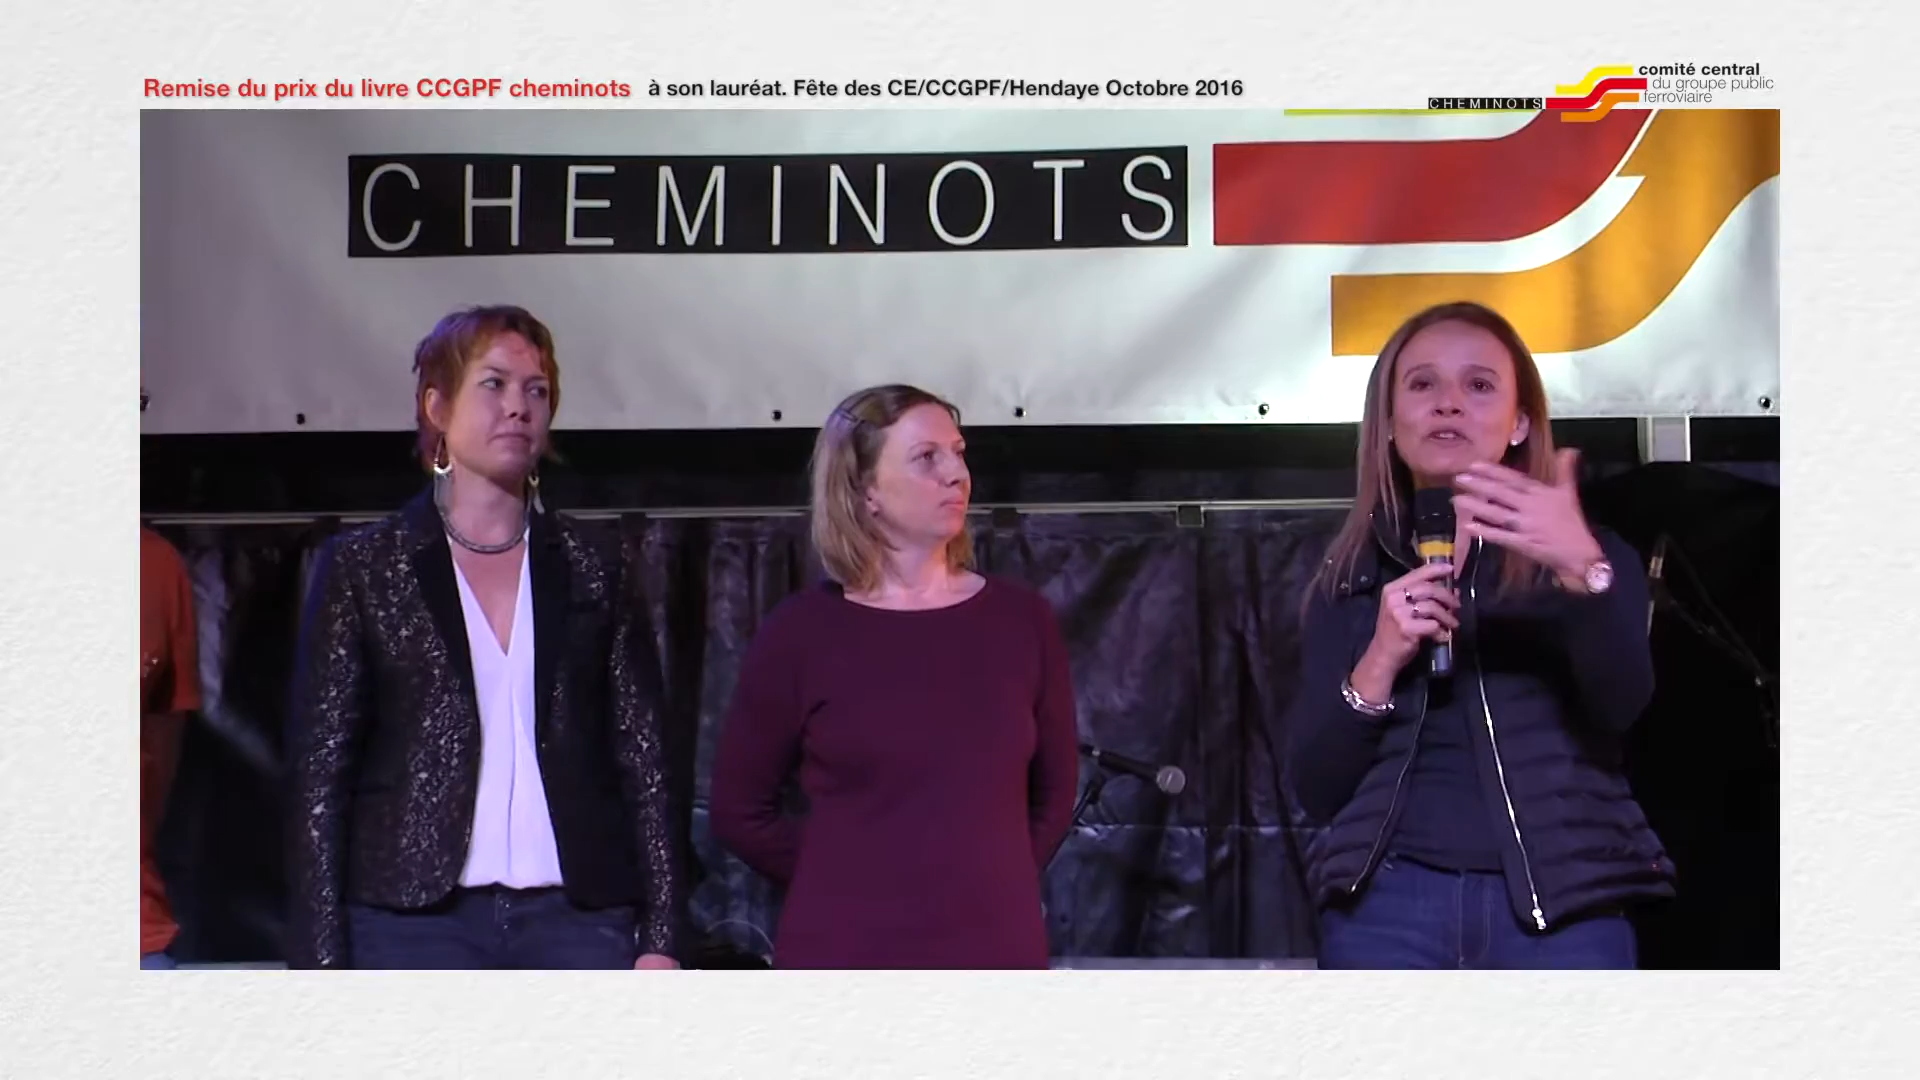 Remise du prix du livre CCGPF cheminots à son lauréat. Fête des CE/CCGPF/Hendaye Octobre 2016
comité central
du groupe public
ferroviaire
CHEMINOTS
CHEMINOTS